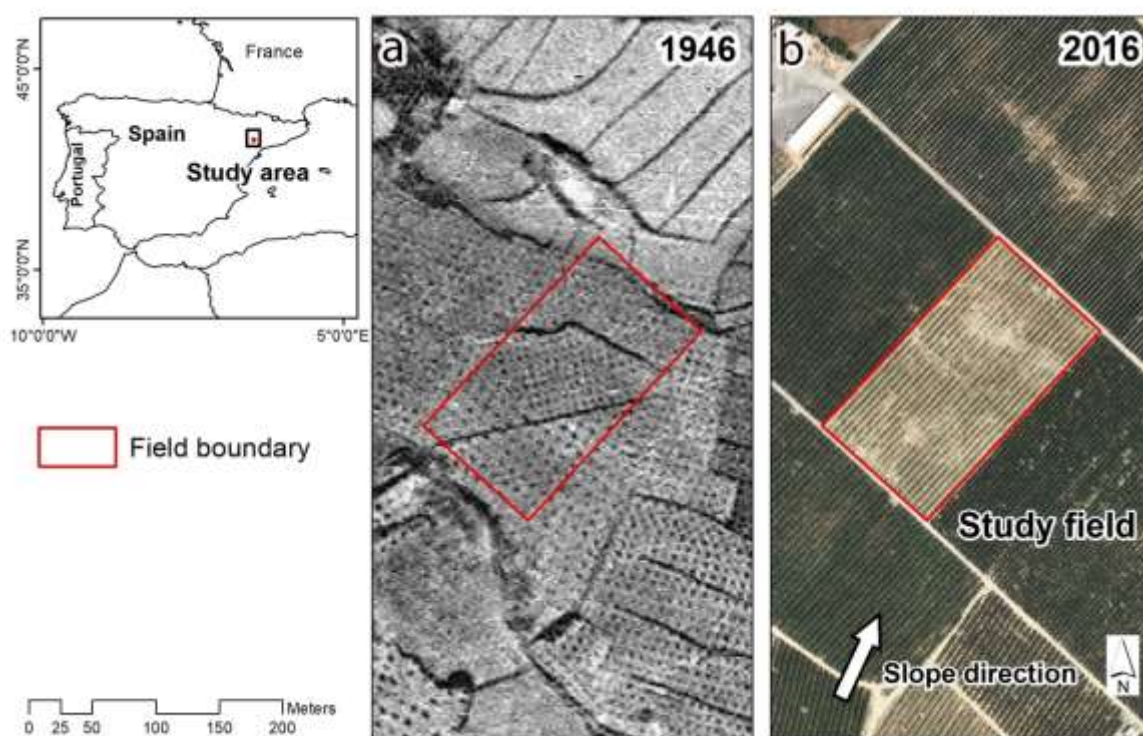 45°0'0"N
35°0'0"N
10°0'0"W
5°0'0"E
France
Spain
Portugal
Study area
Field boundary
Meters
0 25 50 100 150 200
a
1946
b
2016
Study field
Slope direction
N